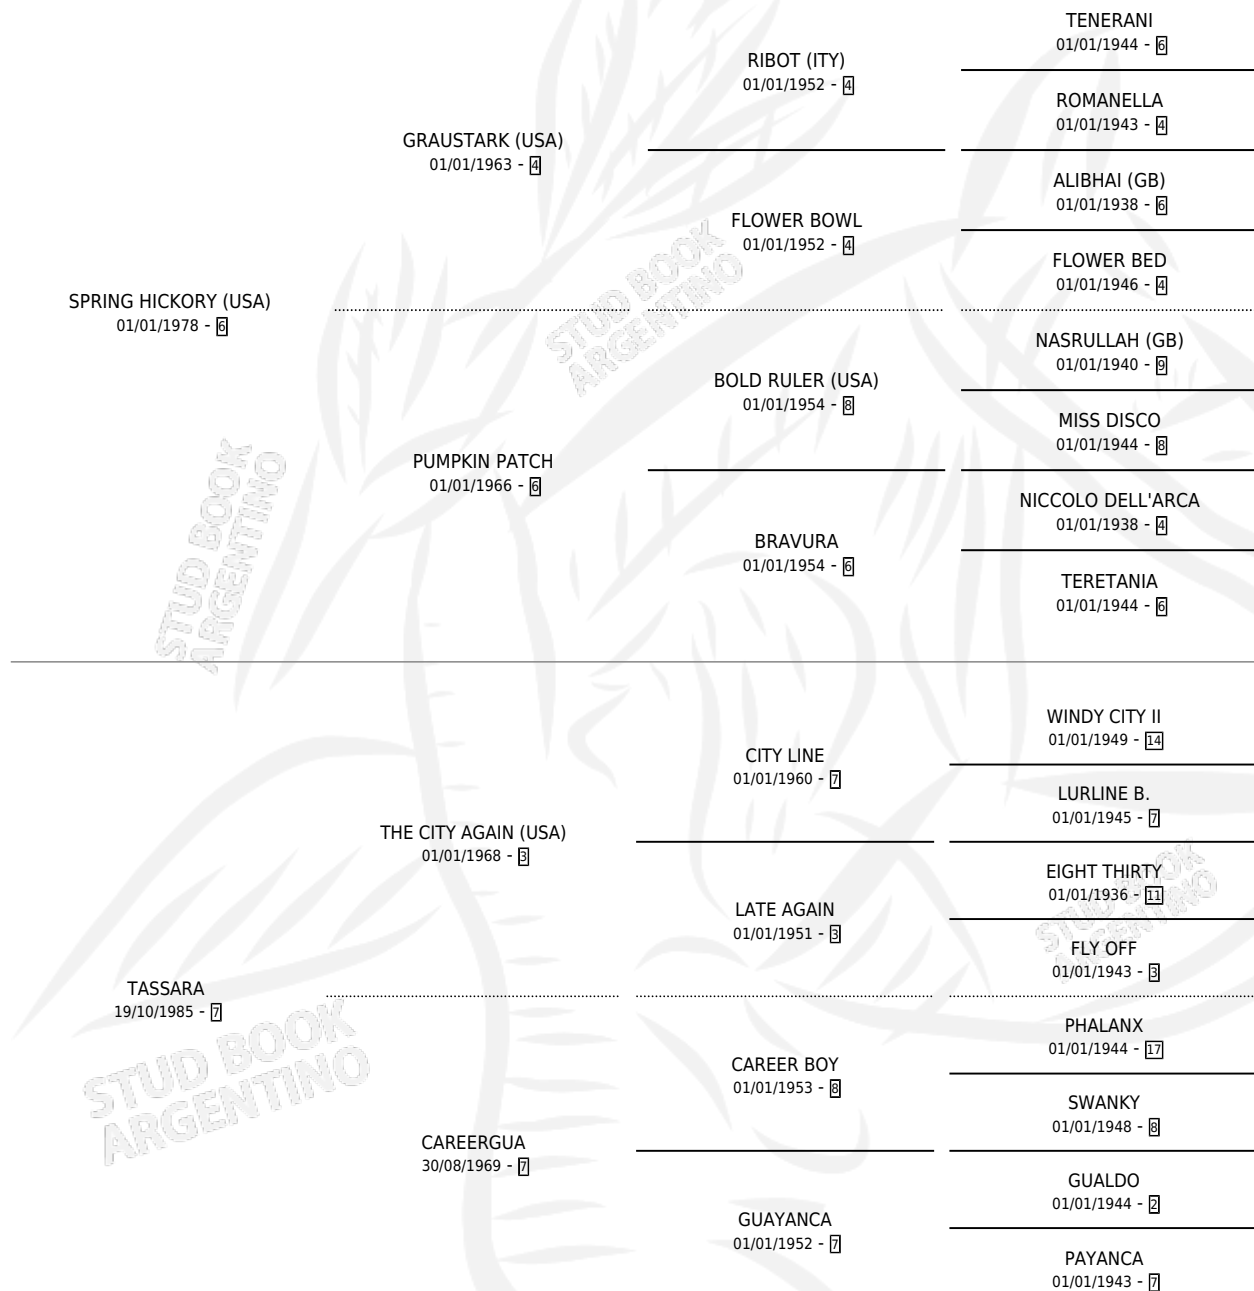 TENERANI
01/01/1944 - 6
RIBOT (ITY)
01/01/1952 - 4
ROMANELLA
01/01/1943 - 4
GRAUSTARK (USA)
01/01/1963 - 4
ALIBHAI (GB)
01/01/1938 - 6
FLOWER BOWL
01/01/1952 - 4
FLOWER BED
01/01/1946 - 4
SPRING HICKORY (USA)
01/01/1978 - 6
STUD BOOK
ARGENTINO
NASRULLAH (GB)
01/01/1940 - 9
BOLD RULER (USA)
01/01/1954 - 8
MISS DISCO
01/01/1944 - 8
PUMPKIN PATCH
01/01/1966 - 6
NICCOLO DELL'ARCA
01/01/1938 - 4
BRAVURA
01/01/1954 - 6
TERETANIA
01/01/1944 - 6
STUD BOOK
ARGENTINO
WINDY CITY II
01/01/1949 - 14
CITY LINE
01/01/1960 - 7
LURLINE B.
01/01/1945 - 7
THE CITY AGAIN (USA)
01/01/1968 - 3
EIGHT THIRTY
01/01/1936 - 11
LATE AGAIN
01/01/1951 - 3
STUD BOOK
ARGENTINO
FLY OFF
01/01/1943 - 3
TASSARA
19/10/1985 - 7
PHALANX
01/01/1944 - 17
CAREER BOY
01/01/1953 - 8
STUD BOOK
ARGENTINO
SWANKY
01/01/1948 - 8
CAREERGUA
30/08/1969 - 7
GUALDO
01/01/1944 - 2
GUAYANCA
01/01/1952 - 7
PAYANCA
01/01/1943 - 7